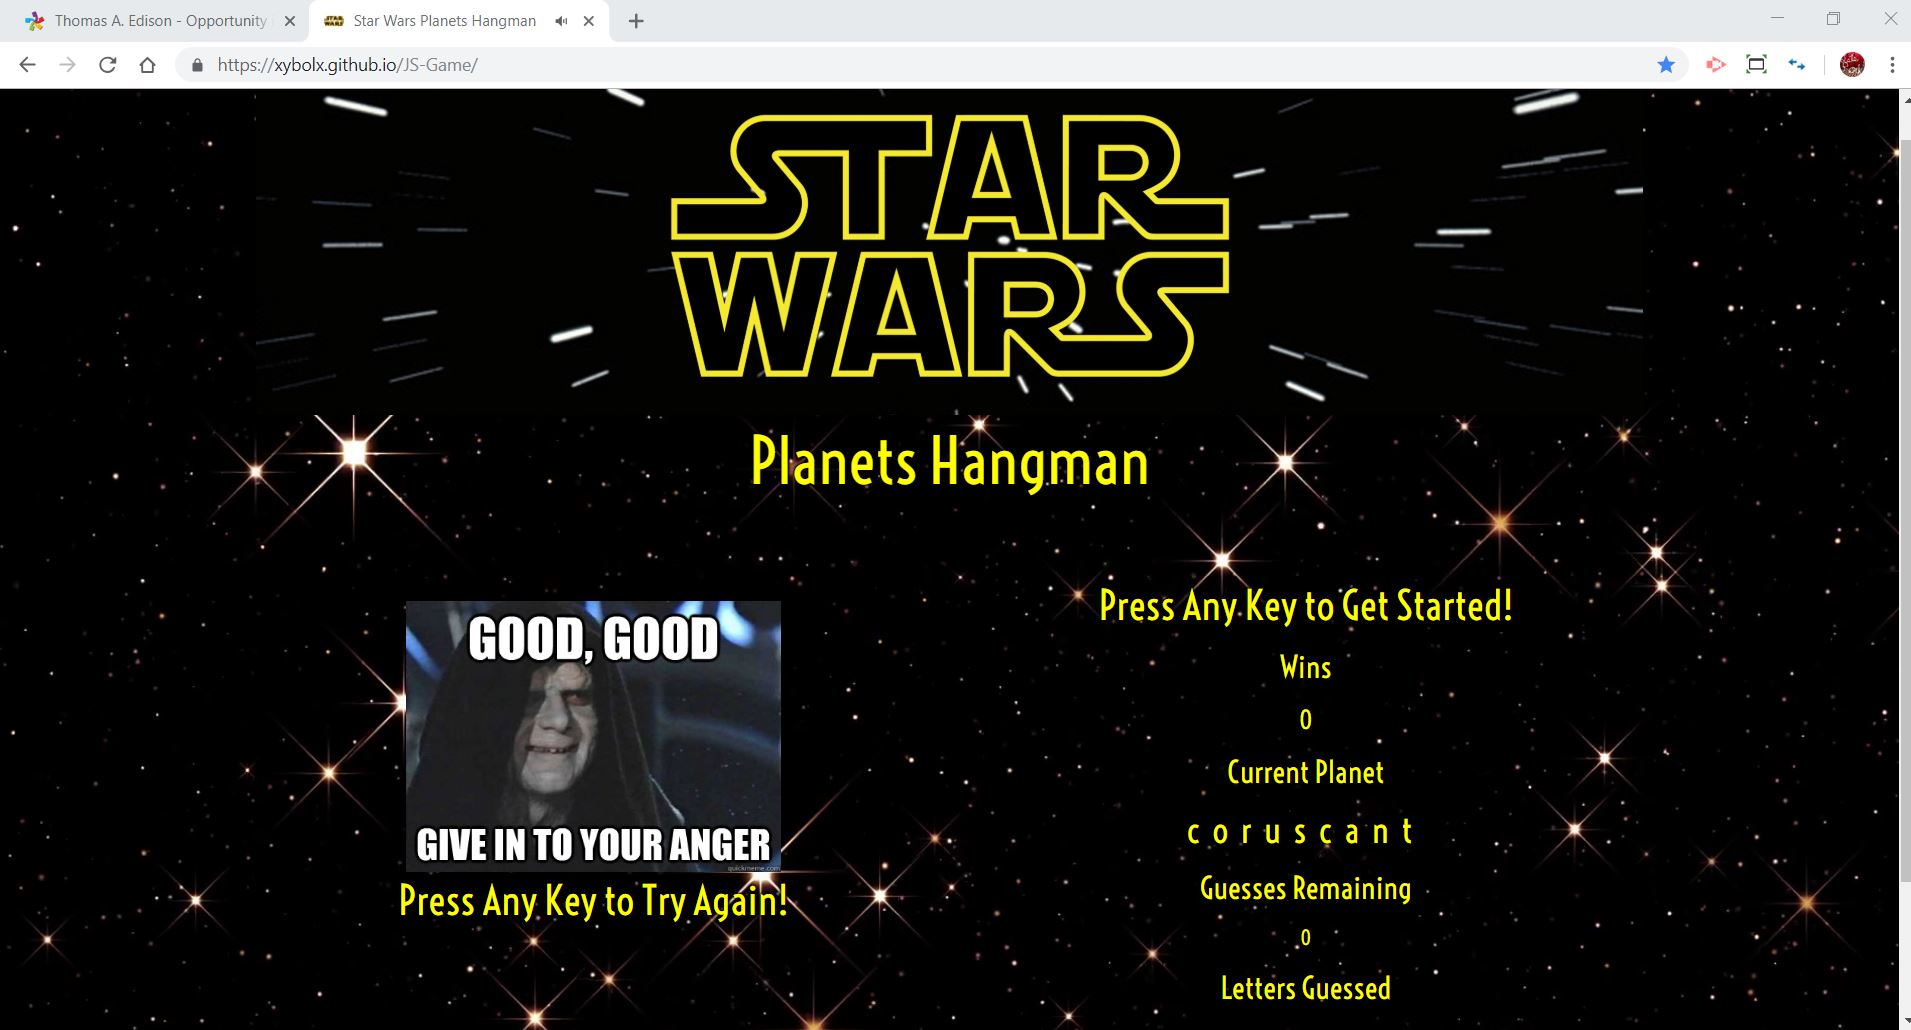 Thomas A. Edison - Opportunity
Star Wars Planets Hangman
https://xybolx.github.io/JS-Game/
STAR
WARS
Planets Hangman
GOOD, GOOD
GIVE IN TO YOUR ANGER
quickmeme.com
Press Any Key to Try Again!
Press Any Key to Get Started!
Wins
0
Current Planet
c o r u s c a n t
Guesses Remaining
0
Letters Guessed